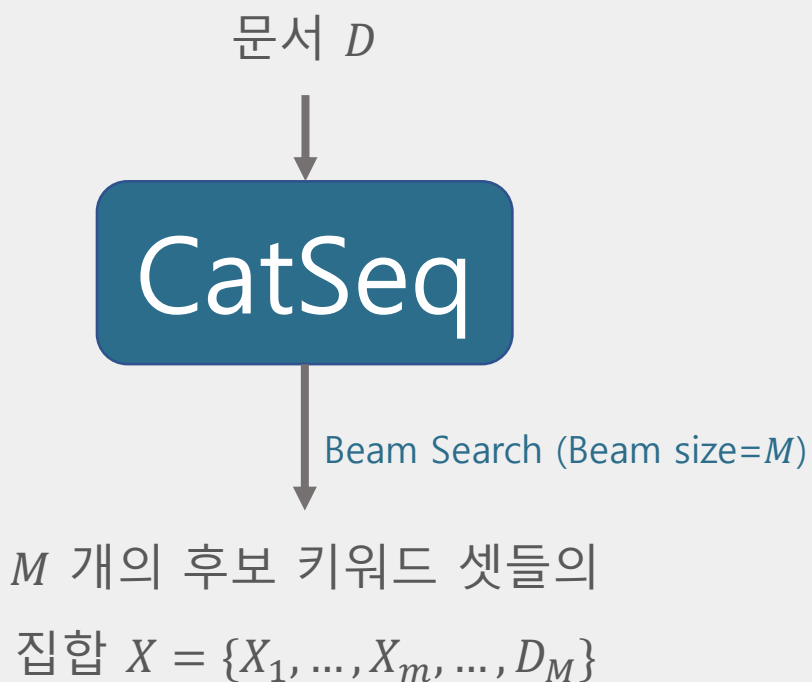 문서 D
CatSeq
Beam Search (Beam size=M)
M 개의 후보 키워드 셋들의
집합 X = {X₁, … , Xₘ, … , D_M}